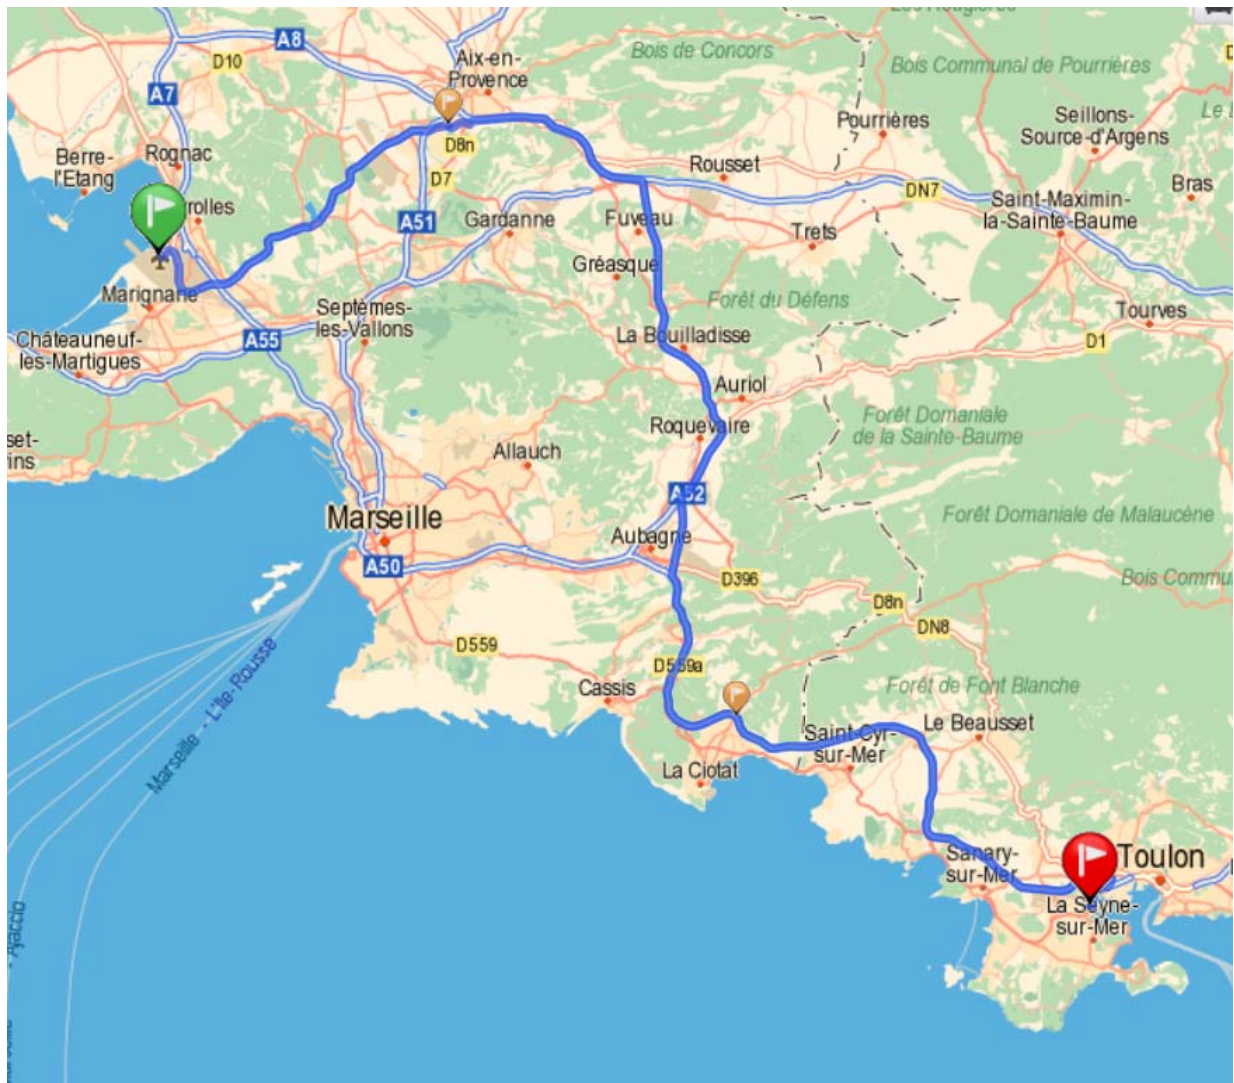 A8
Aix-en-
Provence
Bois de Concors
D10
Bois Communal de Pourrières
A7
Seillons-
Source-d'Argens
Pourrières
Berre-
l'Etang
Rognac
D8n
D7
Rousset
DN7
Bras
Saint-Maximin-
la-Sainte-Baume
rolles
A51
Gardanne
Fuveau
Trets
Gréasque
Marignane
Forêt du Défens
Septèmes-
les-Vallons
Tourves
Châteauneuf-
les-Martigues
A55
La Bouilladisse
D1
Auriol
Forêt Domaniale
de la Sainte-Baume
Roquevaire
set-
ins
Allauch
A52
Marseille
Forêt Domaniale de Malaucène
Aubagne
A50
D396
Bois Commu
D8n
DN8
D559
D559a
Cassis
Forêt de Font Blanche
Marseille - L'Ile-Rousse
Le Beausset
Saint-Cyr-
sur-Mer
La Ciotat
Sanary-
sur-Mer
Toulon
La Seyne-
sur-Mer
- Ajaccio